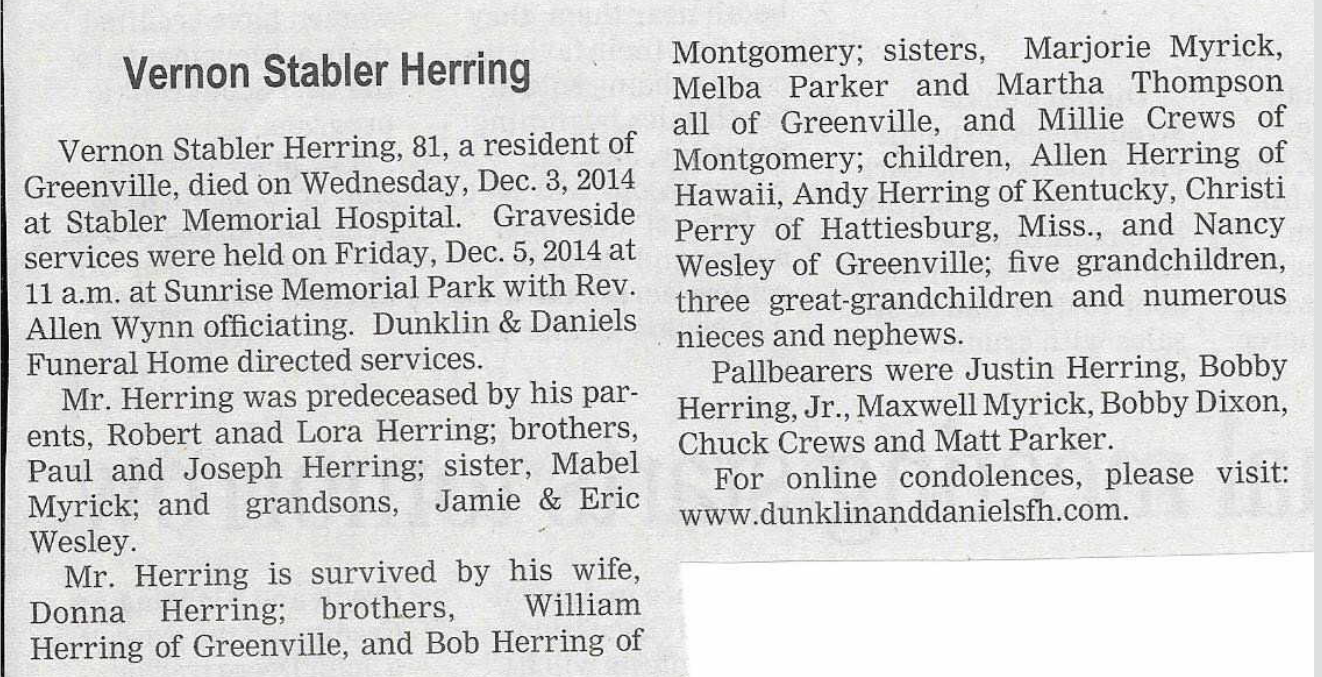 Vernon Stabler Herring
Vernon Stabler Herring, 81, a resident of
Greenville, died on Wednesday, Dec. 3, 2014
at Stabler Memorial Hospital. Graveside
services were held on Friday, Dec. 5, 2014 at
11 a.m. at Sunrise Memorial Park with Rev.
Allen Wynn officiating. Dunklin & Daniels
Funeral Home directed services.
Mr. Herring was predeceased by his par-
ents, Robert anad Lora Herring; brothers,
Paul and Joseph Herring; sister, Mabel
Myrick; and grandsons, Jamie & Eric
Wesley.
Mr. Herring is survived by his wife,
Donna Herring; brothers, William
Herring of Greenville, and Bob Herring of
Montgomery; sisters, Marjorie Myrick,
Melba Parker and Martha Thompson
all of Greenville, and Millie Crews of
Montgomery; children, Allen Herring of
Hawaii, Andy Herring of Kentucky, Christi
Perry of Hattiesburg, Miss., and Nancy
Wesley of Greenville; five grandchildren,
three great-grandchildren and numerous
nieces and nephews.
Pallbearers were Justin Herring, Bobby
Herring, Jr., Maxwell Myrick, Bobby Dixon,
Chuck Crews and Matt Parker.
For online condolences, please visit:
www.dunklinanddanielsfh.com.